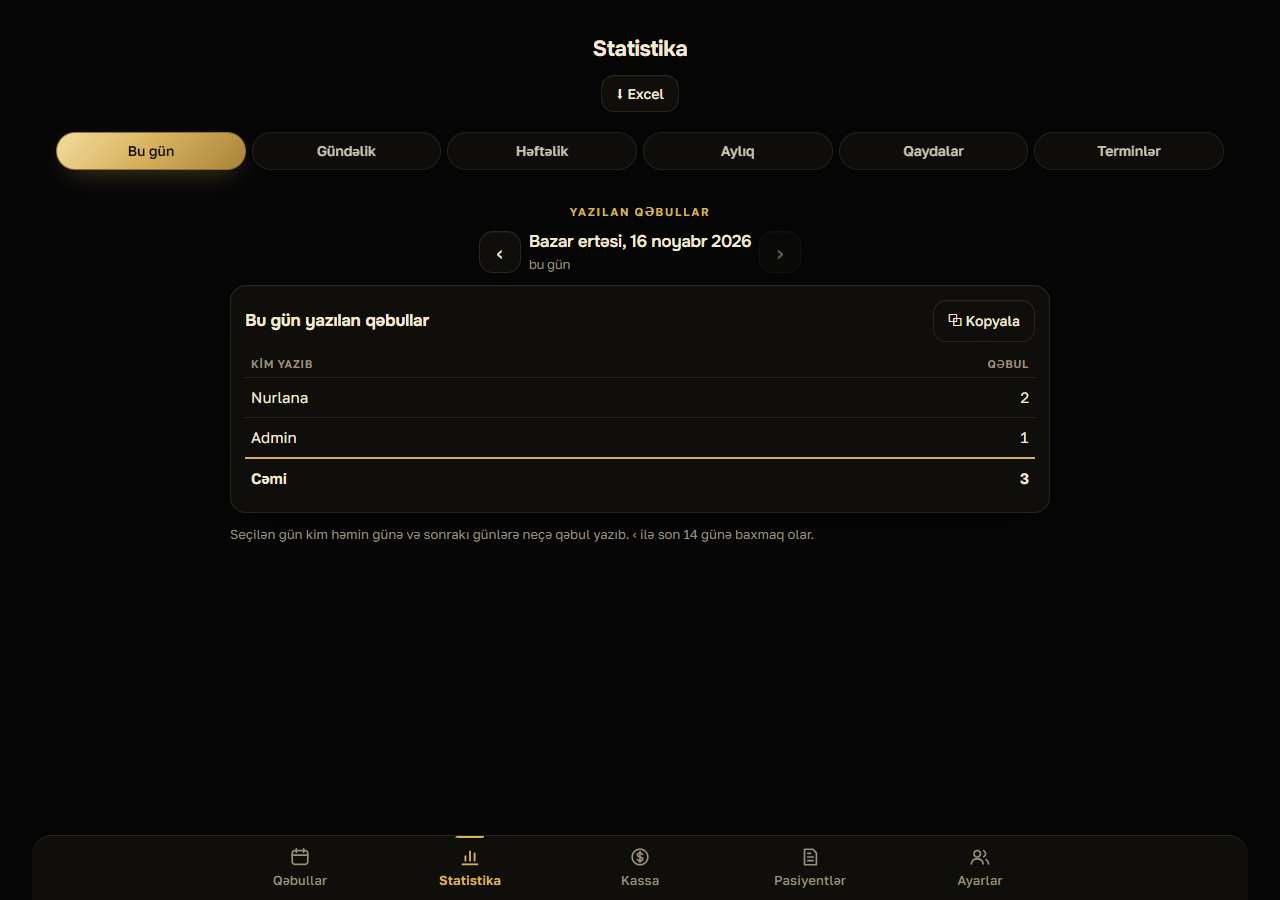 Statistika
⬇ Excel
Bu gün
Gündəlik
Həftəlik
Aylıq
Qaydalar
Terminlər
YAZILAN QƏBULLAR
‹
Bazar ertəsi, 16 noyabr 2026
›
bu gün
Bu gün yazılan qəbullar
Kopyala
KİM YAZIB QƏBUL
Nurlana 2
Admin 1
Cəmi 3
Seçilən gün kim həmin günə və sonrakı günlərə neçə qəbul yazıb. ‹ ilə son 14 günə baxmaq olar.
Qəbullar
Statistika
Kassa
Pasiyentlər
Ayarlar